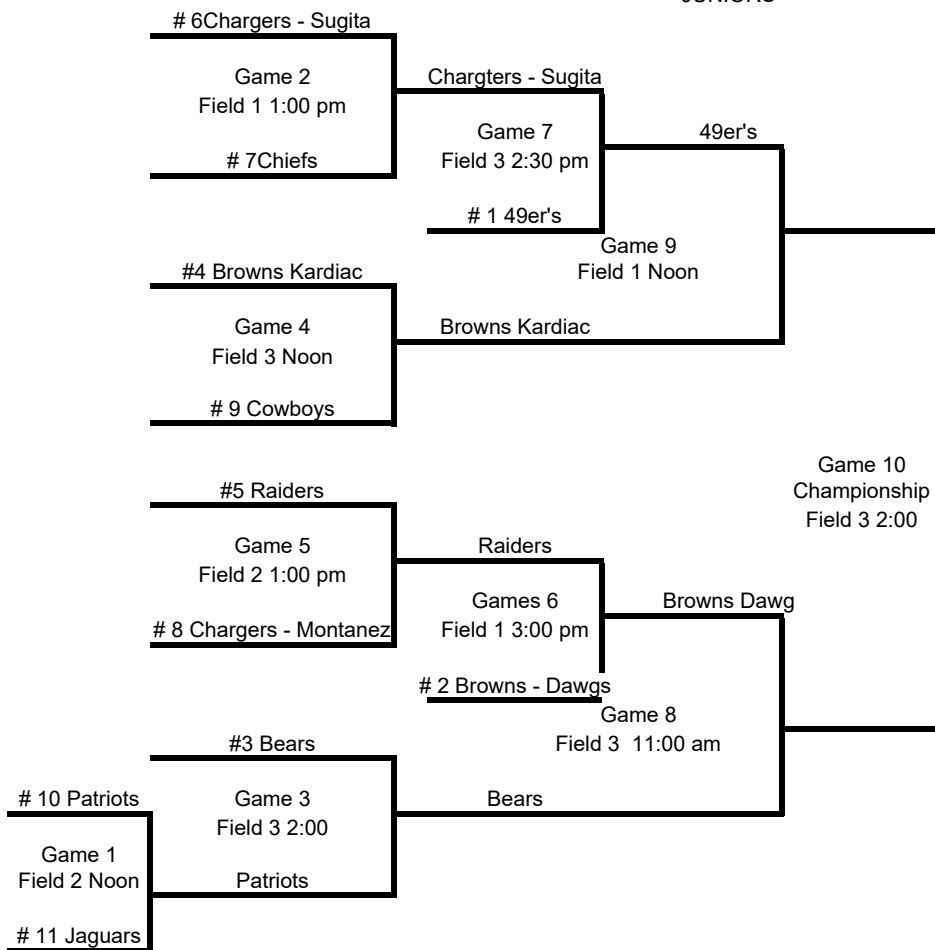 JUNIORS
# 6Chargers - Sugita
Game 2
Field 1 1:00 pm
# 7Chiefs
Chargters - Sugita
Game 7
Field 3 2:30 pm
# 1 49er's
49er's
Game 9
Field 1 Noon
#4 Browns Kardiac
Game 4
Field 3 Noon
# 9 Cowboys
Browns Kardiac
Game 10
Championship
Field 3 2:00
#5 Raiders
Game 5
Field 2 1:00 pm
# 8 Chargers - Montanez
Raiders
Games 6
Field 1 3:00 pm
# 2 Browns - Dawgs
Browns Dawg
Game 8
Field 3  11:00 am
#3 Bears
Game 3
Field 3 2:00
Patriots
Bears
# 10 Patriots
Game 1
Field 2 Noon
# 11 Jaguars